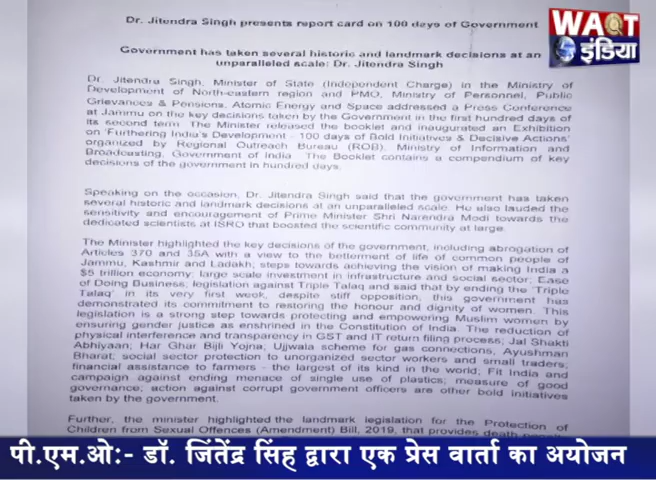 WAQT
इंडिया
Dr. Jitendra Singh presents report card on 100 days of Government
Government has taken several historic and landmark decisions at an
unparalleled scale: Dr. Jitendra Singh
Dr. Jitendra Singh, Minister of State (Independent Charge) in the Ministry of
Development of North-eastern region and PMO, Ministry of Personnel, Public
Grievances & Pensions, Atomic Energy and Space addressed a Press Conference
at Jammu on the key decisions taken by the Government in the first hundred days of
its second term. The Minister released the booklet and inaugurated an Exhibition
on 'Furthering India's Development - 100 days of Bold Initiatives & Decisive Actions'
organized by Regional Outreach Bureau (ROB), Ministry of Information and
Broadcasting, Government of India. The Booklet contains a compendium of key
decisions of the government in hundred days.
Speaking on the occasion, Dr. Jitendra Singh said that the government has taken
several historic and landmark decisions at an unparalleled scale. He also lauded the
sensitivity and encouragement of Prime Minister Shri Narendra Modi towards the
dedicated scientists at ISRO that boosted the scientific community at large.
The Minister highlighted the key decisions of the government, including abrogation of
Articles 370 and 35A with a view to the betterment of life of common people of
Jammu, Kashmir and Ladakh; steps towards achieving the vision of making India a
$5 trillion economy; large scale investment in infrastructure and social sector; Ease
of Doing Business; legislation against Triple Talaq and said that by ending the 'Triple
Talaq' in its very first week, despite stiff opposition, this government has
demonstrated its commitment to restoring the honour and dignity of women. This
legislation is a strong step towards protecting and empowering Muslim women by
ensuring gender justice as enshrined in the Constitution of India. The reduction of
physical interference and transparency in GST and IT return filing process; Jal Shakti
Abhiyaan; Har Ghar Bijli Yojna; Ujjwala scheme for gas connections, Ayushman
Bharat; social sector protection to unorganized sector workers and small traders;
financial assistance to farmers - the largest of its kind in the world; Fit India and
campaign against ending menace of single use of plastics; measure of good
governance; action against corrupt government officers are other bold initiatives
taken by the government.
Further, the minister highlighted the landmark legislation for the Protection of
Children from Sexual Offences (Amendment) Bill, 2019, that provides death
पी.एम.ओ:- डॉ. जिंतेंद्र सिंह द्वारा एक प्रेस वार्ता का अयोजन